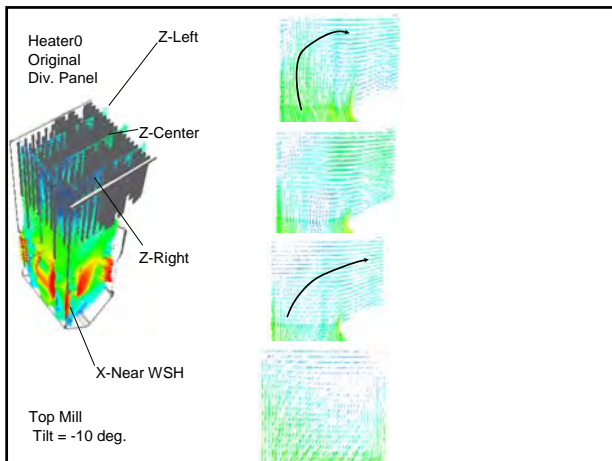 Heater0
Original
Div. Panel
Z-Left
Z-Center
Z-Right
X-Near WSH
Top Mill
Tilt = -10 deg.